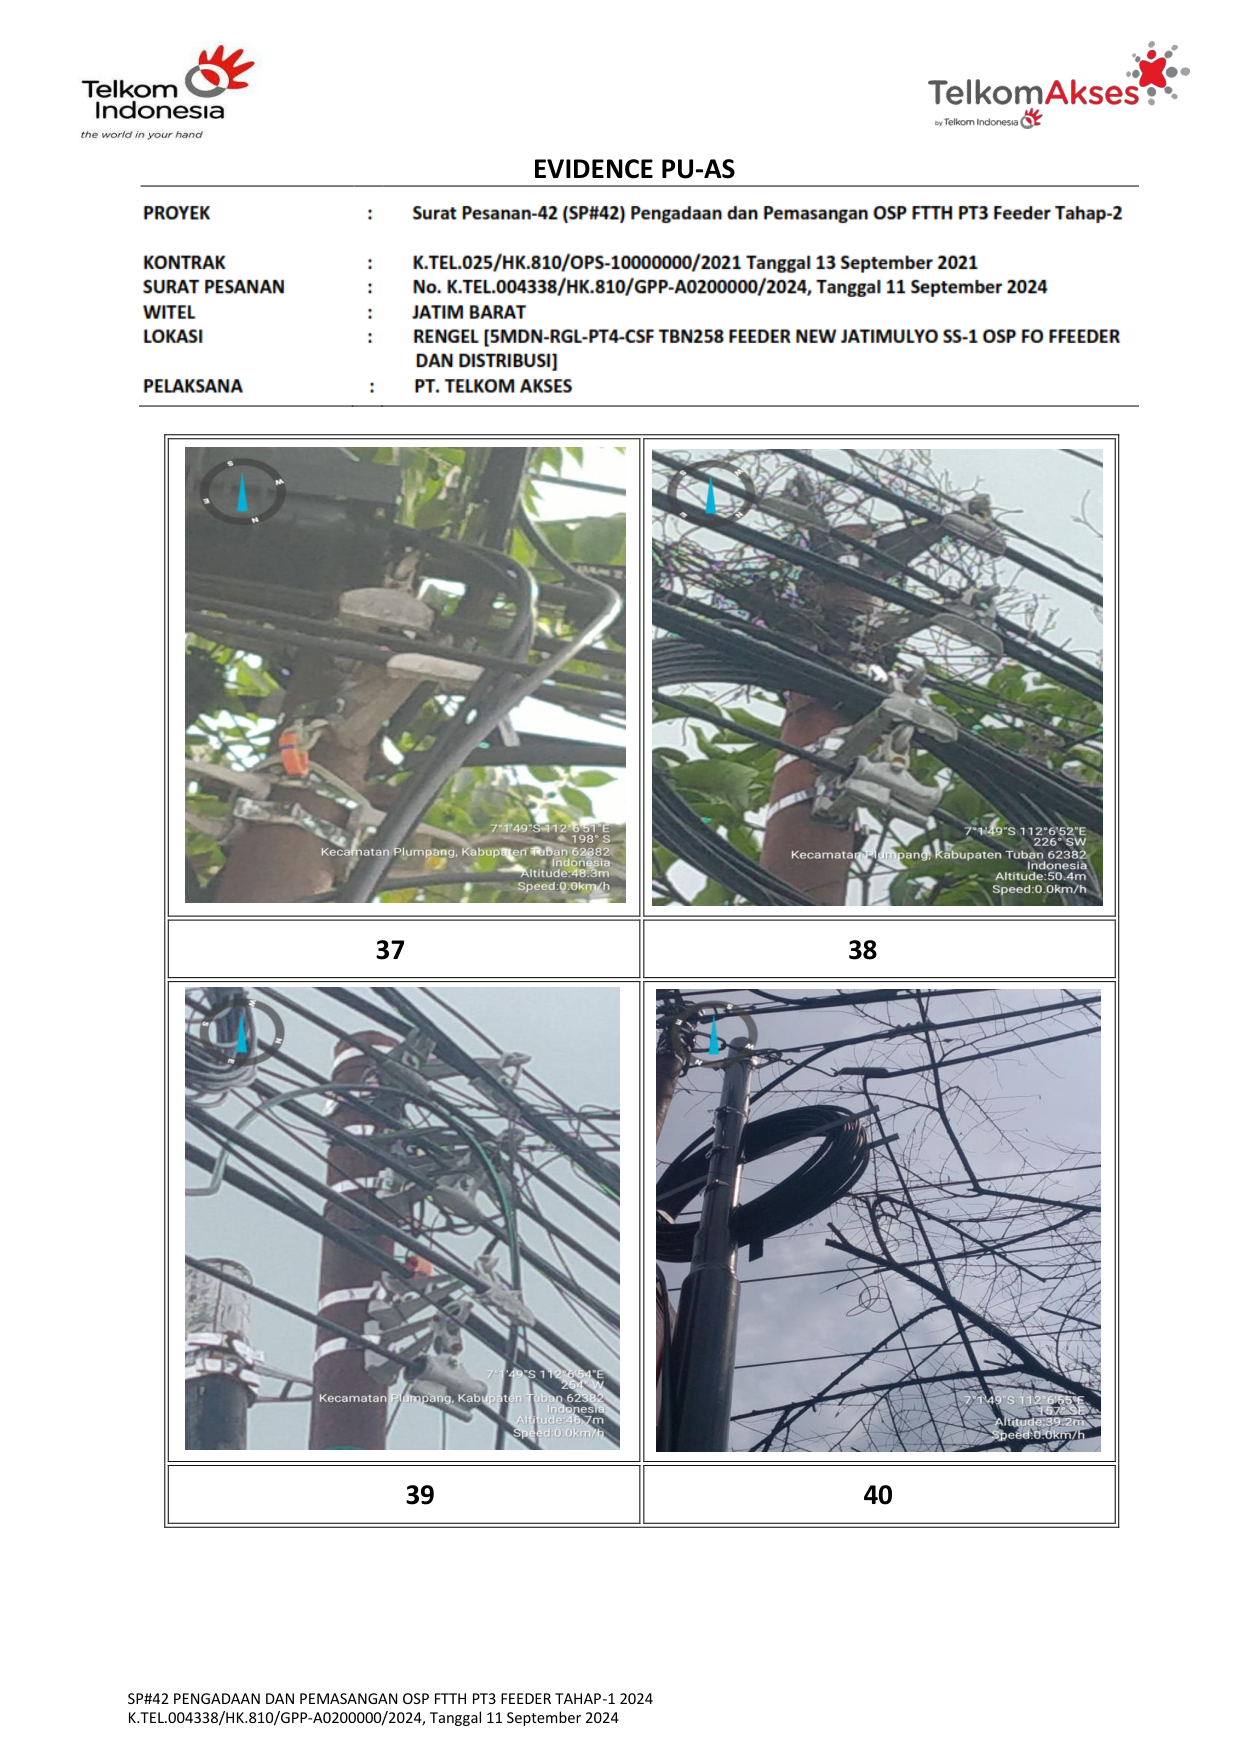 Telkom
Indonesia
the world in your hand
TelkomAkses
by Telkom Indonesia
EVIDENCE PU-AS
PROYEK : Surat Pesanan-42 (SP#42) Pengadaan dan Pemasangan OSP FTTH PT3 Feeder Tahap-2
KONTRAK : K.TEL.025/HK.810/OPS-10000000/2021 Tanggal 13 September 2021
SURAT PESANAN : No. K.TEL.004338/HK.810/GPP-A0200000/2024, Tanggal 11 September 2024
WITEL : JATIM BARAT
LOKASI : RENGEL [5MDN-RGL-PT4-CSF TBN258 FEEDER NEW JATIMULYO SS-1 OSP FO FFEEDER
DAN DISTRIBUSI]
PELAKSANA : PT. TELKOM AKSES
S
W
E
N
7°1'49"S 112°6'51"E
198° S
Kecamatan Plumpang, Kabupaten Tuban 62382
Indonesia
Altitude:48.3m
Speed:0.0km/h
7°1'49"S 112°6'52"E
226° SW
Kecamatan Plumpang, Kabupaten Tuban 62382
Indonesia
Altitude:50.4m
Speed:0.0km/h
37
38
7°1'49"S 112°6'54"E
254° W
Kecamatan Plumpang, Kabupaten Tuban 62382
Indonesia
Altitude:46.7m
Speed:0.0km/h
7°1'49"S 112°6'55"E
157° SE
Altitude:39.2m
Speed:0.0km/h
39
40
SP#42 PENGADAAN DAN PEMASANGAN OSP FTTH PT3 FEEDER TAHAP-1 2024
K.TEL.004338/HK.810/GPP-A0200000/2024, Tanggal 11 September 2024